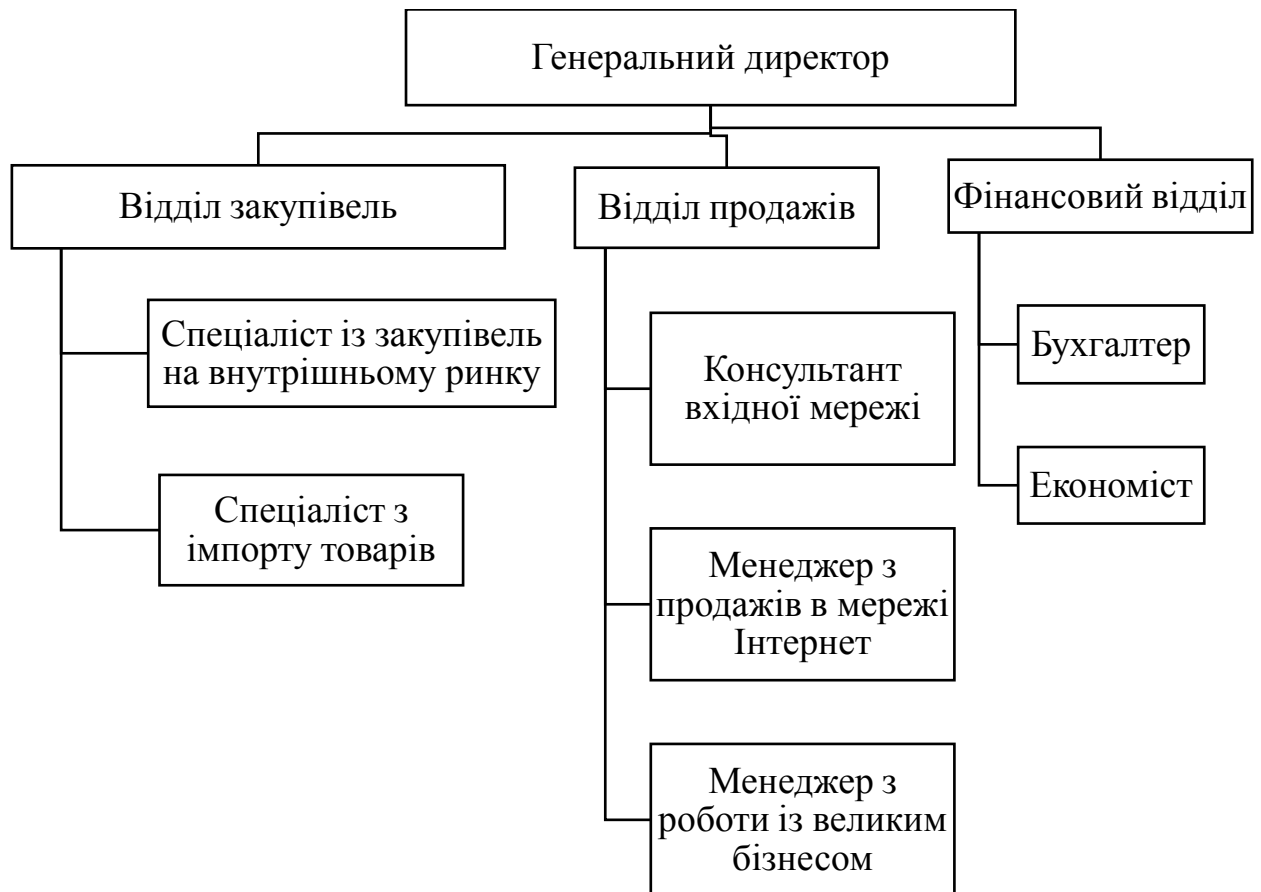 Генеральний директор
Відділ закупівель
Відділ продажів
Фінансовий відділ
Спеціаліст із закупівель
на внутрішньому ринку
Спеціаліст з
імпорту товарів
Консультант
вхідної мережі
Менеджер з
продажів в мережі
Інтернет
Менеджер з
роботи із великим
бізнесом
Бухгалтер
Економіст